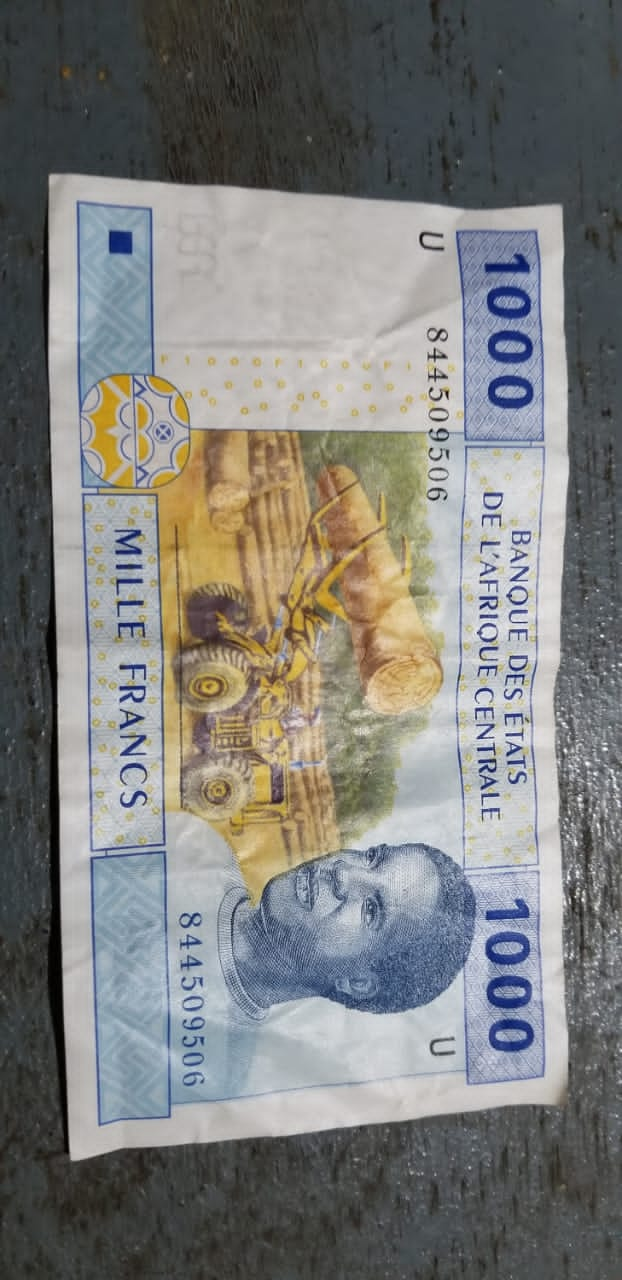 1000
BANQUE DES ÉTATS
DE L'AFRIQUE CENTRALE
1000
U
844509506
U
MILLE FRANCS
844509506